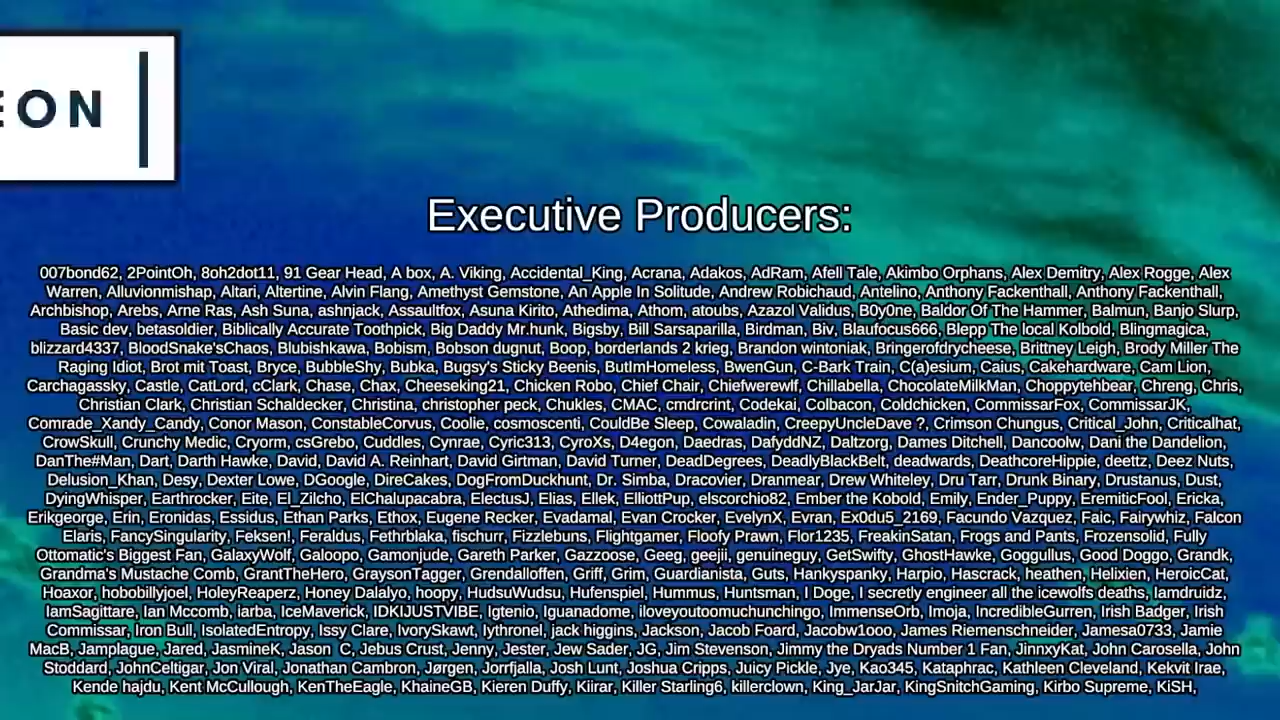 EON |
Executive Producers:
007bond62, 2PointOh, 8oh2dot11, 91 Gear Head, A box, A. Viking, Accidental_King, Acrana, Adakos, AdRam, Afell Tale, Akimbo Orphans, Alex Demitry, Alex Rogge, Alex
Warren, Alluvionmishap, Altari, Altertine, Alvin Flang, Amethyst Gemstone, An Apple In Solitude, Andrew Robichaud, Antelino, Anthony Fackenthall, Anthony Fackenthall,
Archbishop, Arebs, Arne Ras, Ash Suna, ashnjack, Assaultfox, Asuna Kirito, Athedima, Athom, atoubs, Azazol Validus, B0y0ne, Baldor Of The Hammer, Balmun, Banjo Slurp,
Basic dev, betasoldier, Biblically Accurate Toothpick, Big Daddy Mr.hunk, Bigsby, Bill Sarsaparilla, Birdman, Biv, Blaufocus666, Blepp The local Kolbold, Blingmagica,
blizzard4337, BloodSnake'sChaos, Blubishkawa, Bobism, Bobson dugnut, Boop, borderlands 2 krieg, Brandon wintoniak, Bringerofdrycheese, Brittney Leigh, Brody Miller The
Raging Idiot, Brot mit Toast, Bryce, BubbleShy, Bubka, Bugsy's Sticky Beenis, ButImHomeless, BwenGun, C-Bark Train, C(a)esium, Caius, Cakehardware, Cam Lion,
Carchagassky, Castle, CatLord, cClark, Chase, Chax, Cheeseking21, Chicken Robo, Chief Chair, Chiefwerewlf, Chillabella, ChocolateMilkMan, Choppytehbear, Chreng, Chris,
Christian Clark, Christian Schaldecker, Christina, christopher peck, Chukles, CMAC, cmdrcrint, Codekai, Colbacon, Coldchicken, CommissarFox, CommissarJK,
Comrade_Xandy_Candy, Conor Mason, ConstableCorvus, Coolie, cosmoscenti, CouldBe Sleep, Cowaladin, CreepyUncleDave ?, Crimson Chungus, Critical_John, Criticalhat,
CrowSkull, Crunchy Medic, Cryorm, csGrebo, Cuddles, Cynrae, Cyric313, CyroXs, D4egon, Daedras, DafyddNZ, Daltzorg, Dames Ditchell, Dancoolw, Dani the Dandelion,
DanThe#Man, Dart, Darth Hawke, David, David A. Reinhart, David Girtman, David Turner, DeadDegrees, DeadlyBlackBelt, deadwards, DeathcoreHippie, deettz, Deez Nuts,
Delusion_Khan, Desy, Dexter Lowe, DGoogle, DireCakes, DogFromDuckhunt, Dr. Simba, Dracovier, Dranmear, Drew Whiteley, Dru Tarr, Drunk Binary, Drustanus, Dust,
DyingWhisper, Earthrocker, Eite, El_Zilcho, ElChalupacabra, ElectusJ, Elias, Ellek, ElliottPup, elscorchio82, Ember the Kobold, Emily, Ender_Puppy, EremiticFool, Ericka,
Erikgeorge, Erin, Eronidas, Essidus, Ethan Parks, Ethox, Eugene Recker, Evadamal, Evan Crocker, EvelynX, Evran, Ex0du5_2169, Facundo Vazquez, Faic, Fairywhiz, Falcon
Elaris, FancySingularity, Feksen!, Feraldus, Fethrblaka, fischurr, Fizzlebuns, Flightgamer, Floofy Prawn, Flor1235, FreakinSatan, Frogs and Pants, Frozensolid, Fully
Ottomatic's Biggest Fan, GalaxyWolf, Galoopo, Gamonjude, Gareth Parker, Gazzoose, Geeg, geejii, genuineguy, GetSwifty, GhostHawke, Goggullus, Good Doggo, Grandk,
Grandma's Mustache Comb, GrantTheHero, GraysonTagger, Grendalloffen, Griff, Grim, Guardianista, Guts, Hankyspanky, Harpio, Hascrack, heathen, Helixien, HeroicCat,
Hoaxor, hobobillyjoel, HoleyReaperz, Honey Dalalyo, hoopy, HudsuWudsu, Hufenspiel, Hummus, Huntsman, I Doge, I secretly engineer all the icewolfs deaths, Iamdruidz,
IamSagittare, Ian Mccomb, iarba, IceMaverick, IDKIJUSTVIBE, Igtenio, Iguanadome, iloveyoutoomuchunchingo, ImmenseOrb, Imoja, IncredibleGurren, Irish Badger, Irish
Commissar, Iron Bull, IsolatedEntropy, Issy Clare, IvorySkawt, Iythronel, jack higgins, Jackson, Jacob Foard, Jacobw1ooo, James Riemenschneider, Jamesa0733, Jamie
MacB, Jamplague, Jared, JasmineK, Jason  C, Jebus Crust, Jenny, Jester, Jew Sader, JG, Jim Stevenson, Jimmy the Dryads Number 1 Fan, JinnxyKat, John Carosella, John
Stoddard, JohnCeltigar, Jon Viral, Jonathan Cambron, Jørgen, Jorrfjalla, Josh Lunt, Joshua Cripps, Juicy Pickle, Jye, Kao345, Kataphrac, Kathleen Cleveland, Kekvit Irae,
Kende hajdu, Kent McCullough, KenTheEagle, KhaineGB, Kieren Duffy, Kiirar, Killer Starling6, killerclown, King_JarJar, KingSnitchGaming, Kirbo Supreme, KiSH,